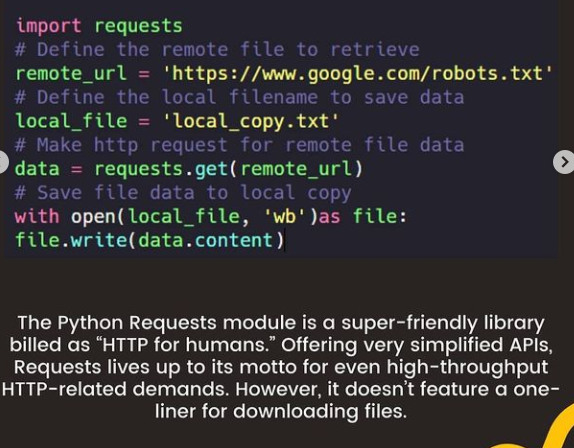 import requests
# Define the remote file to retrieve
remote_url = 'https://www.google.com/robots.txt'
# Define the local filename to save data
local_file = 'local_copy.txt'
# Make http request for remote file data
data = requests.get(remote_url)
# Save file data to local copy
with open(local_file, 'wb')as file:
file.write(data.content)
The Python Requests module is a super-friendly library
billed as “HTTP for humans.” Offering very simplified APIs,
Requests lives up to its motto for even high-throughput
HTTP-related demands. However, it doesn’t feature a one-
liner for downloading files.